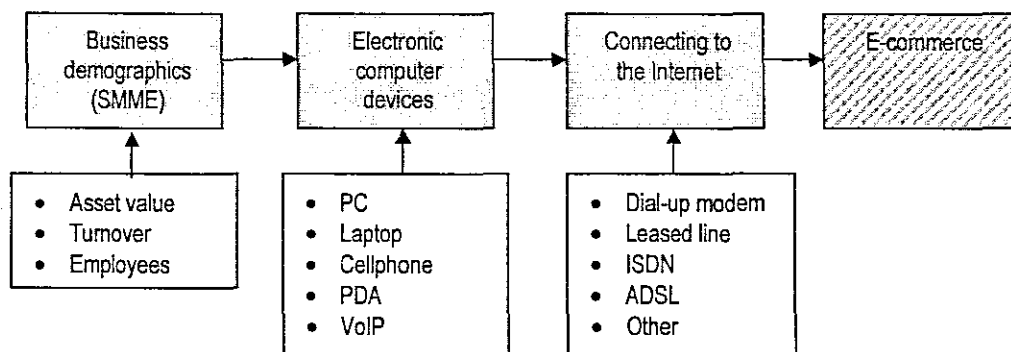 Business
demographics
(SMME)
Electronic
computer
devices
Connecting to
the Internet
E-commerce
• Asset value
• Turnover
• Employees
• PC
• Laptop
• Cellphone
• PDA
• VoIP
• Dial-up modem
• Leased line
• ISDN
• ADSL
• Other